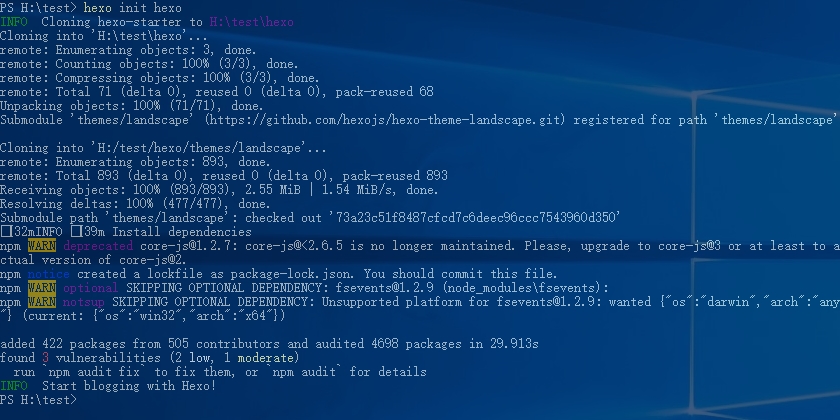 PS H:\test> hexo init hexo
INFO  Cloning hexo-starter to H:\test\hexo
Cloning into 'H:\test\hexo'...
remote: Enumerating objects: 3, done.
remote: Counting objects: 100% (3/3), done.
remote: Compressing objects: 100% (3/3), done.
remote: Total 71 (delta 0), reused 0 (delta 0), pack-reused 68
Unpacking objects: 100% (71/71), done.
Submodule 'themes/landscape' (https://github.com/hexojs/hexo-theme-landscape.git) registered for path 'themes/landscape'
Cloning into 'H:/test/hexo/themes/landscape'...
remote: Enumerating objects: 893, done.
remote: Total 893 (delta 0), reused 0 (delta 0), pack-reused 893
Receiving objects: 100% (893/893), 2.55 MiB | 1.54 MiB/s, done.
Resolving deltas: 100% (477/477), done.
Submodule path 'themes/landscape': checked out '73a23c51f8487cfcd7c6deec96ccc7543960d350'
[32mINFO [39m Install dependencies
npm WARN deprecated core-js@1.2.7: core-js@<2.6.5 is no longer maintained. Please, upgrade to core-js@3 or at least to a
ctual version of core-js@2.
npm notice created a lockfile as package-lock.json. You should commit this file.
npm WARN optional SKIPPING OPTIONAL DEPENDENCY: fsevents@1.2.9 (node_modules\fsevents):
npm WARN notsup SKIPPING OPTIONAL DEPENDENCY: Unsupported platform for fsevents@1.2.9: wanted {"os":"darwin","arch":"any
"} (current: {"os":"win32","arch":"x64"})
added 422 packages from 505 contributors and audited 4698 packages in 29.913s
found 3 vulnerabilities (2 low, 1 moderate)
  run `npm audit fix` to fix them, or `npm audit` for details
INFO  Start blogging with Hexo!
PS H:\test>